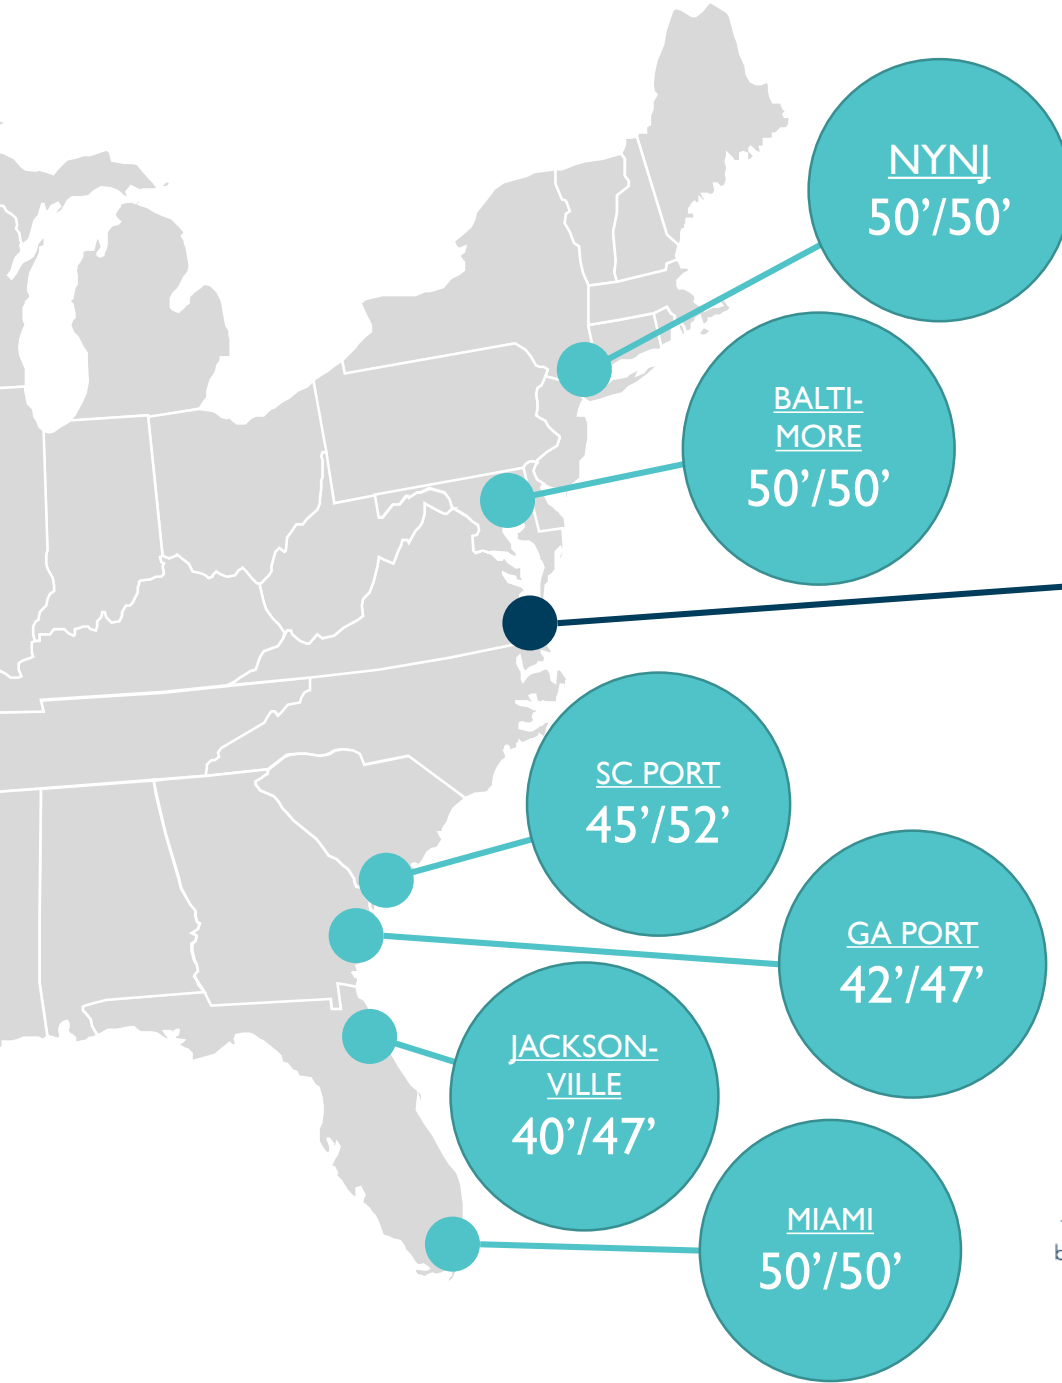 NYNJ
50’/50’
BALTI-
MORE
50’/50’
SC PORT
45’/52’
GA PORT
42’/47’
JACKSON-
VILLE
40’/47’
MIAMI
50’/50’